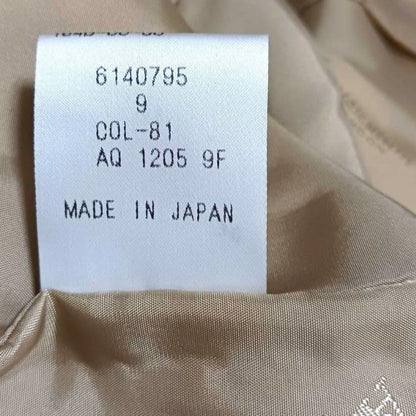 6140795
9
COL-81
AQ 1205 9F
MADE IN JAPAN